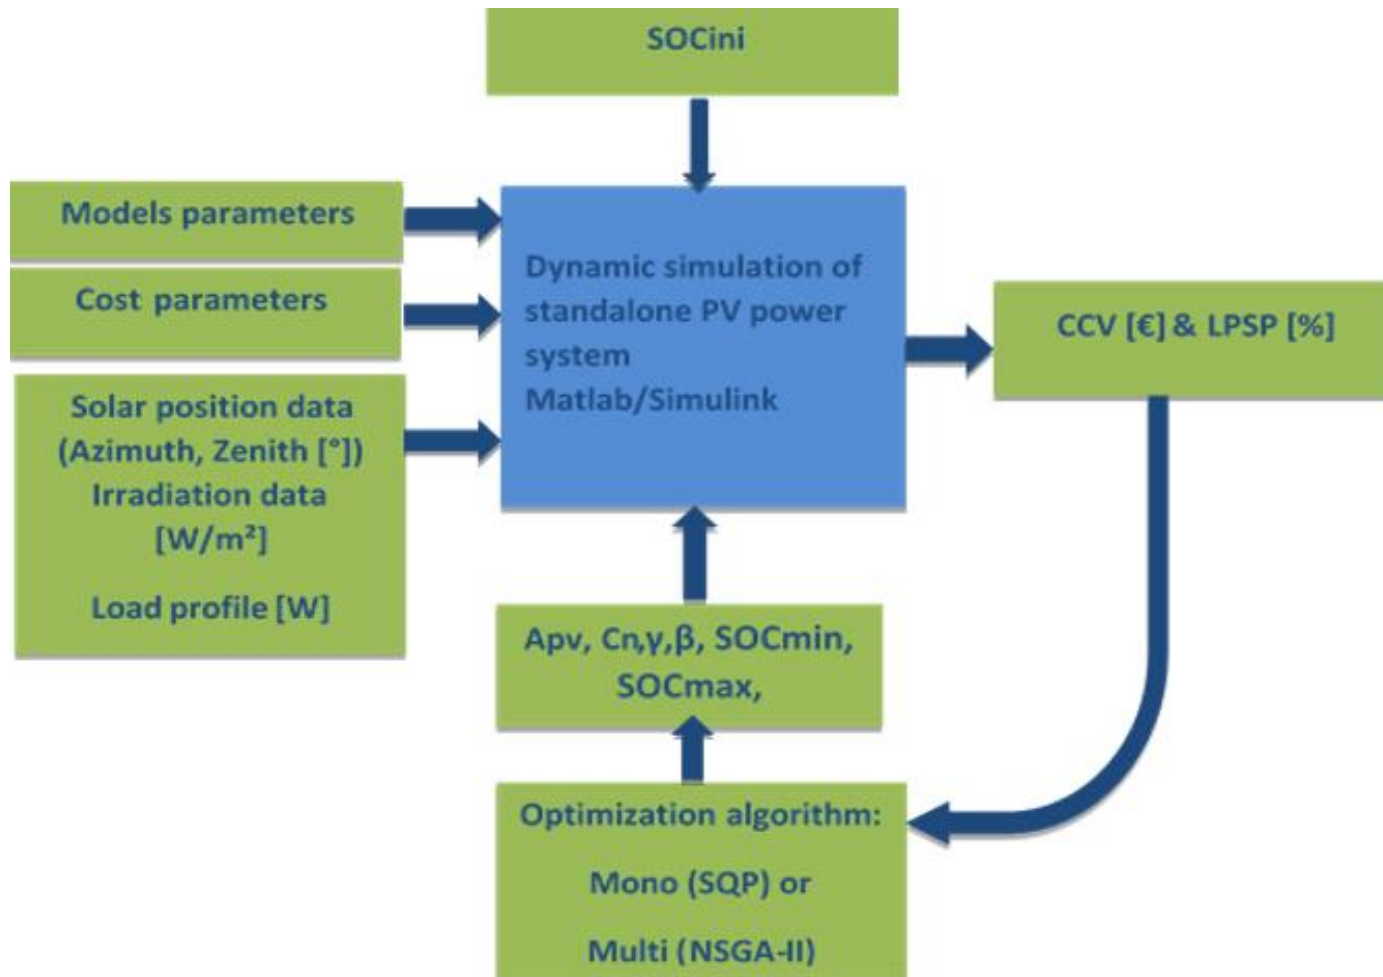 SOCini
Models parameters
Cost parameters
Solar position data
(Azimuth, Zenith [°])
Irradiation data
[W/m²]
Load profile [W]
Dynamic simulation of
standalone PV power
system
Matlab/Simulink
CCV [€] & LPSP [%]
Apv, Cn,γ,β, SOCmin,
SOCmax,
Optimization algorithm:
Mono (SQP) or
Multi (NSGA-II)